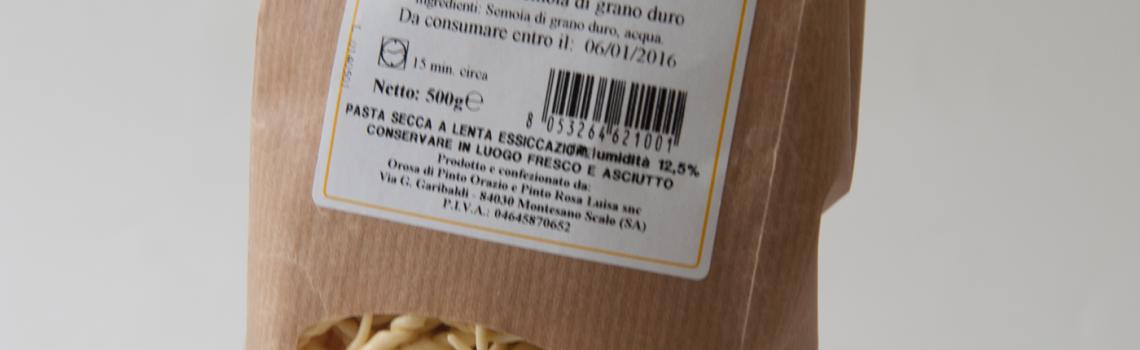 di grano duro
Ingredienti: Semola di grano duro, acqua.
Da consumare entro il: 06/01/2016
15 min. circa
Netto: 500g℮
8 053264 621001
PASTA SECCA A LENTA ESSICCAZIONE umidità 12,5%
CONSERVARE IN LUOGO FRESCO E ASCIUTTO
Prodotto e confezionato da:
Orosa di Pinto Orazio e Pinto Rosa Luisa snc
Via G. Garibaldi - 84030 Montesano Scalo (SA)
P.I.V.A.: 04645870652